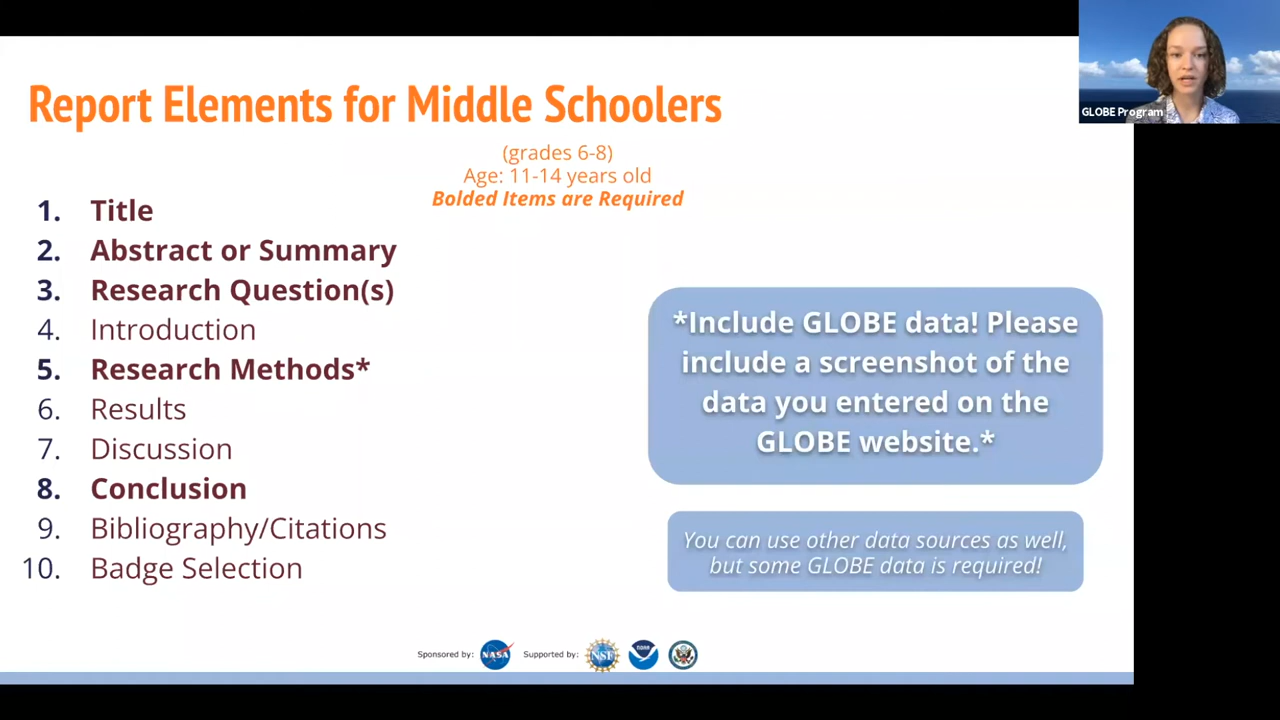 GLOBE Program
Report Elements for Middle Schoolers
(grades 6-8)
Age: 11-14 years old
Bolded Items are Required
1. Title
2. Abstract or Summary
3. Research Question(s)
4. Introduction
5. Research Methods*
6. Results
7. Discussion
8. Conclusion
9. Bibliography/Citations
10. Badge Selection
*Include GLOBE data! Please
include a screenshot of the
data you entered on the
GLOBE website.*
You can use other data sources as well,
but some GLOBE data is required!
Sponsored by: NASA Supported by: NSF